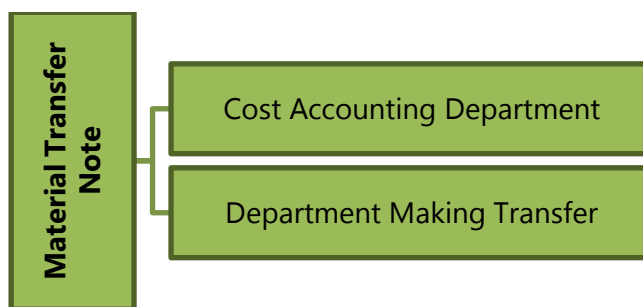 Material Transfer
Note
Cost Accounting Department
Department Making Transfer